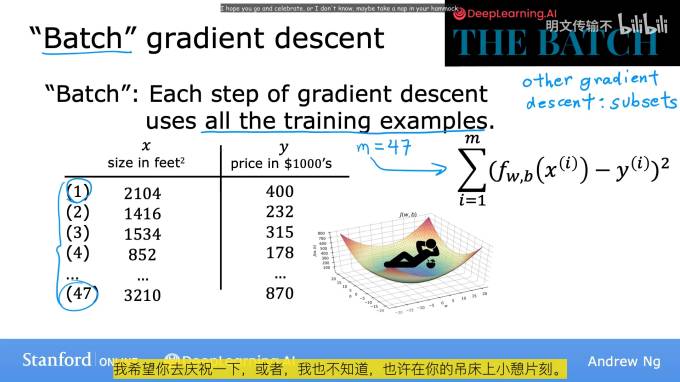 I hope you go and celebrate, or I don't know, maybe take a nap in your hammock
"Batch" gradient descent
DeepLearning.AI
THE BATCH
明文传输不
bilibili
other gradient
descent: subsets
"Batch": Each step of gradient descent
uses all the training examples.
x y
size in feet² price in $1000's
m = 47
m
∑(f_{w,b}(x^{(i)}) − y^{(i)})²
i=1
(1) 2104 400
(2) 1416 232
(3) 1534 315
(4) 852 178
... ... ...
(47) 3210 870
J(w, b)
Stanford ONLINE DeepLearning.AI Andrew Ng
我希望你去庆祝一下，或者，我也不知道，也许在你的吊床上小憩片刻。